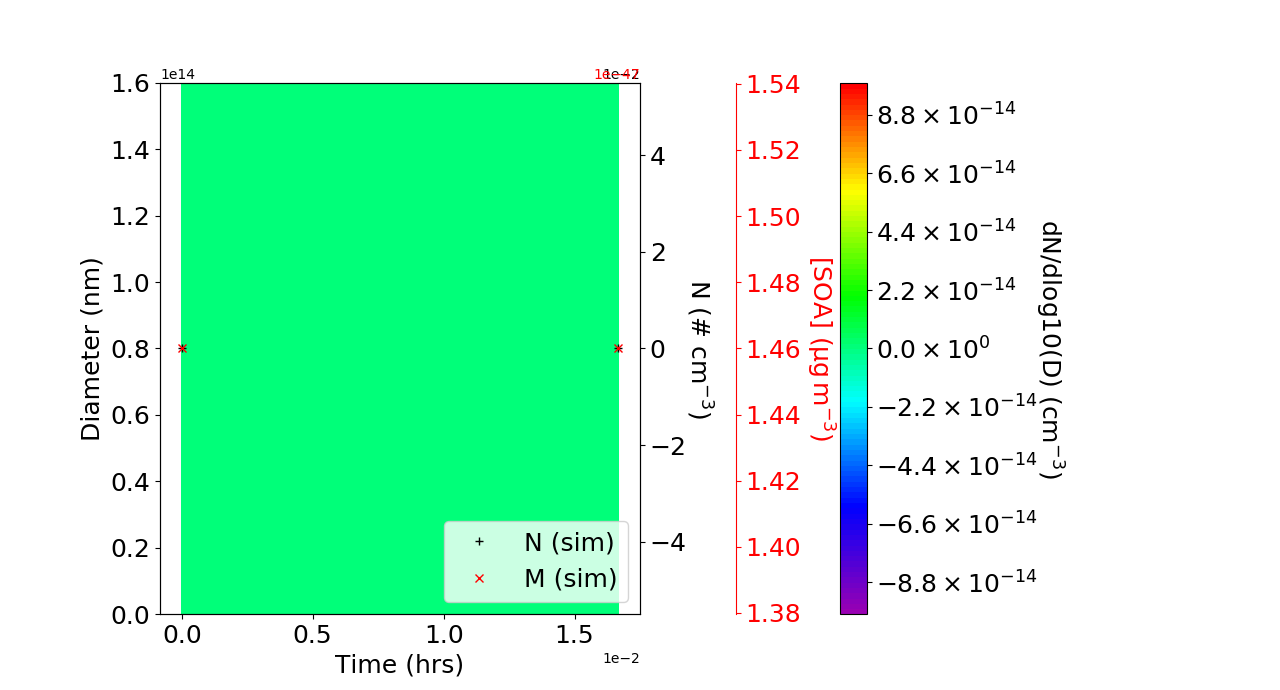 1e14
1.6
1.4
1.2
1.0
0.8
0.6
0.4
0.2
0.0
Diameter (nm)
0.0
0.5
1.0
1.5
1e−2
Time (hrs)
4
2
0
−2
−4
N (# cm⁻³)
N (sim)
M (sim)
1.54
1.52
1.50
1.48
1.46
1.44
1.42
1.40
1.38
[SOA] (μg m⁻³)
8.8 × 10⁻¹⁴
6.6 × 10⁻¹⁴
4.4 × 10⁻¹⁴
2.2 × 10⁻¹⁴
0.0 × 10⁰
−2.2 × 10⁻¹⁴
−4.4 × 10⁻¹⁴
−6.6 × 10⁻¹⁴
−8.8 × 10⁻¹⁴
dN/dlog10(D) (cm⁻³)